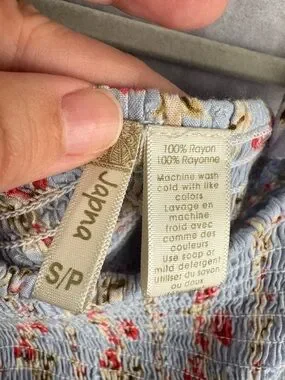 Japna
S/P
100% Rayon
100% Rayonne
Machine wash
cold with like
colors
Lavage en
machine
froid avec
comme des
couleurs
Use soap or
mild detergent
Utiliser du savon
ou doux